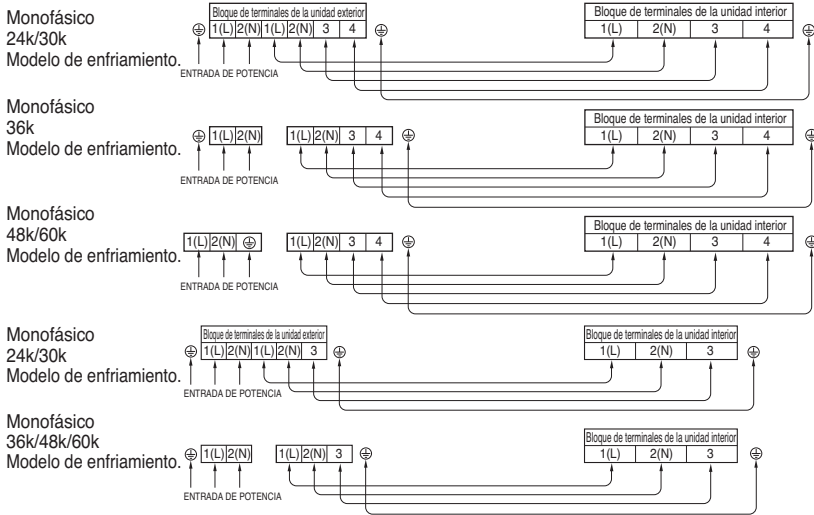 Monofásico
24k/30k
Modelo de enfriamiento.
Bloque de terminales de la unidad exterior
1(L) 2(N) 1(L) 2(N) 3 4
ENTRADA DE POTENCIA
Bloque de terminales de la unidad interior
1(L) 2(N) 3 4
Monofásico
36k
Modelo de enfriamiento.
1(L) 2(N)
1(L) 2(N) 3 4
ENTRADA DE POTENCIA
Bloque de terminales de la unidad interior
1(L) 2(N) 3 4
Monofásico
48k/60k
Modelo de enfriamiento.
1(L) 2(N)
1(L) 2(N) 3 4
ENTRADA DE POTENCIA
Bloque de terminales de la unidad interior
1(L) 2(N) 3 4
Monofásico
24k/30k
Modelo de enfriamiento.
Bloque de terminales de la unidad exterior
1(L) 2(N) 1(L) 2(N) 3
ENTRADA DE POTENCIA
Bloque de terminales de la unidad interior
1(L) 2(N) 3
Monofásico
36k/48k/60k
Modelo de enfriamiento.
1(L) 2(N)
1(L) 2(N) 3
ENTRADA DE POTENCIA
Bloque de terminales de la unidad interior
1(L) 2(N) 3